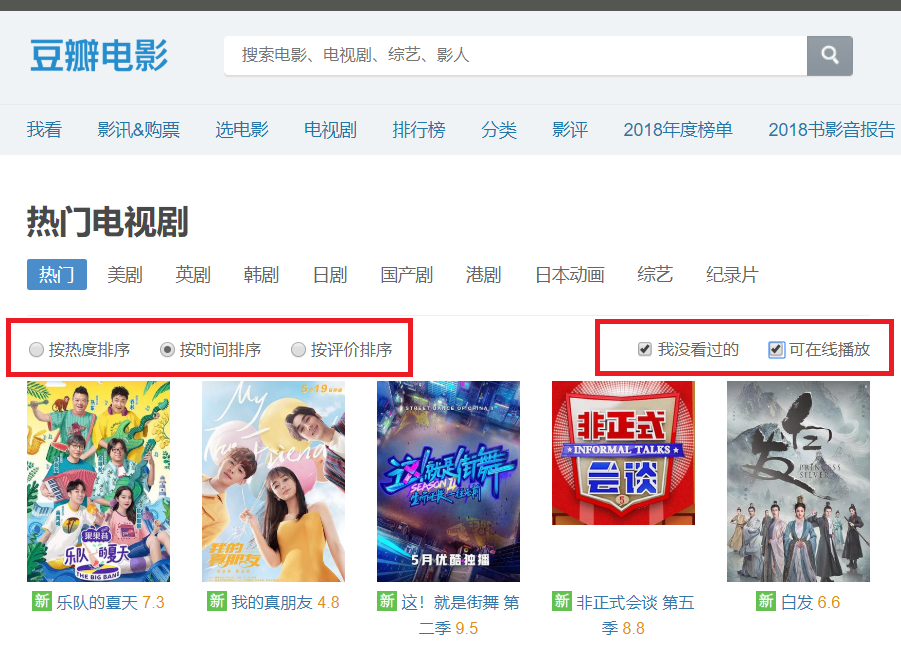 豆瓣电影
搜索电影、电视剧、综艺、影人
我看 影讯&购票 选电影 电视剧 排行榜 分类 影评 2018年度榜单 2018书影音报告
热门电视剧
热门 美剧 英剧 韩剧 日剧 国产剧 港剧 日本动画 综艺 纪录片
按热度排序 按时间排序 按评价排序 我没看过的 可在线播放
乐队的夏天
THE BIG BAND
My
Friend
我的
真朋友
STREET DANCE OF CHINA II
这!就是街舞
SEASON II
5月优酷独播
非正式
INFORMAL TALKS
会谈
5
白发
PRINCESS
SILVER
新 乐队的夏天 7.3
新 我的真朋友 4.8
新 这!就是街舞 第
二季 9.5
新 非正式会谈 第五
季 8.8
新 白发 6.6